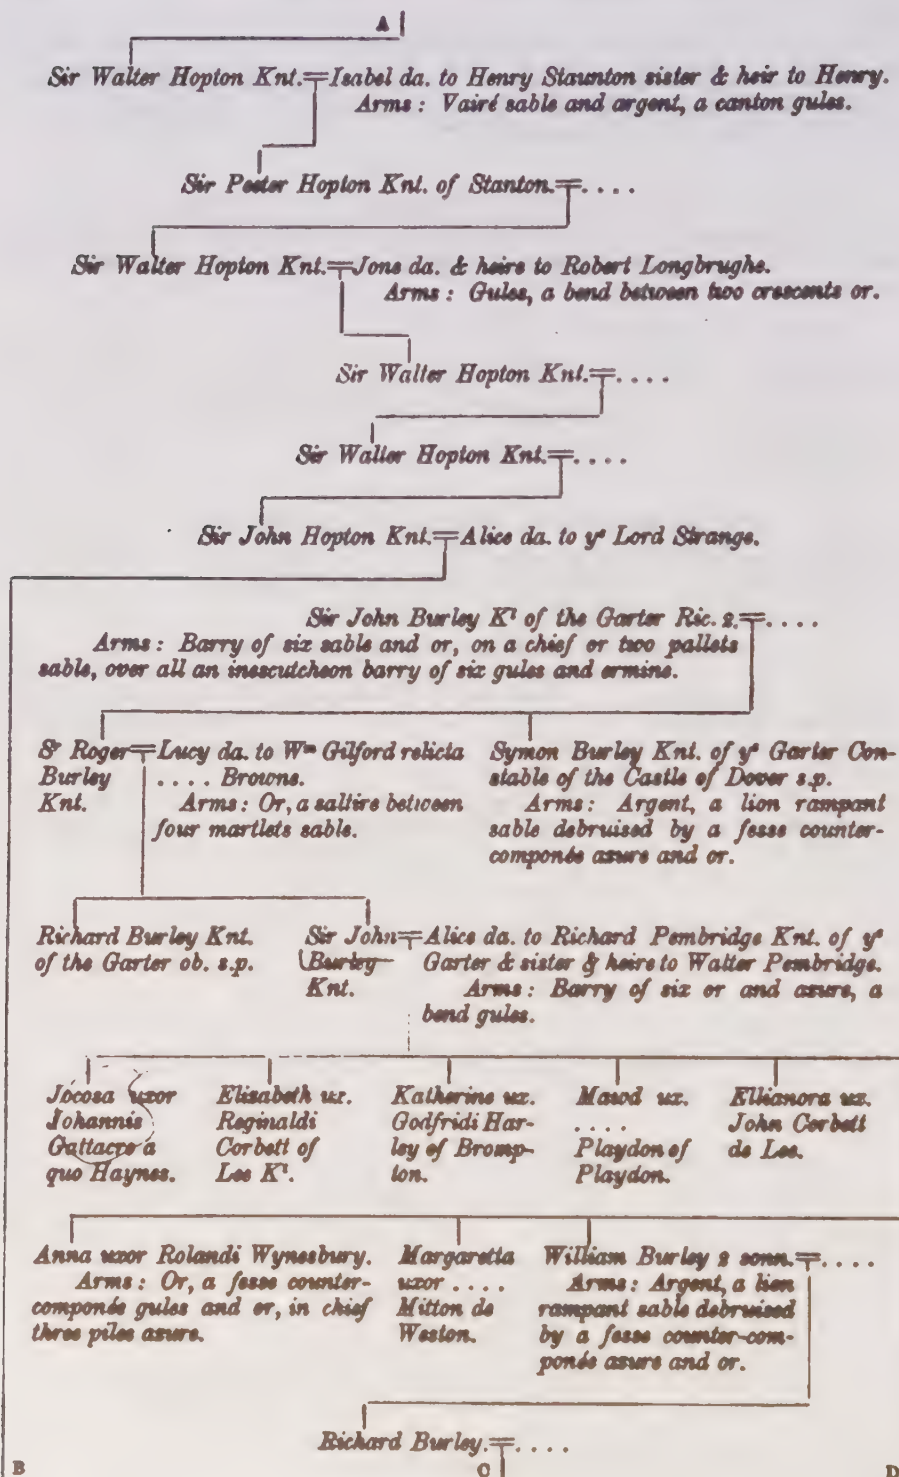 A
Sir Walter Hopton Knt.=Isabel da. to Henry Staunton sister & heir to Henry.
Arms: Vairé sable and argent, a canton gules.
Sir Peeter Hopton Knt. of Stanton.=....
Sir Walter Hopton Knt.=Jone da. & heire to Robert Longbrughe.
Arms: Gules, a bend between two crescents or.
Sir Walter Hopton Knt.=....
Sir Walter Hopton Knt.=....
Sir John Hopton Knt.=Alice da. to yᵉ Lord Strange.
Sir John Burley Kᵗ of the Garter Ric. 2.=....
Arms: Barry of six sable and or, on a chief or two pallets
sable, over all an inescutcheon barry of six gules and ermine.
Sʳ Roger=Lucy da. to Wᵐ Gilford relicta
Burley
Knt.
.... Browne.
Arms: Or, a saltire between
four martlets sable.
Symon Burley Knt. of yᵉ Garter Con-
stable of the Castle of Dover s.p.
Arms: Argent, a lion rampant
sable debruised by a fesse counter-
componée azure and or.
Richard Burley Knt.
of the Garter ob. s.p.
Sir John=Alice da. to Richard Pembridge Knt. of yᵉ
Burley
Knt.
Garter & sister & heire to Walter Pembridge.
Arms: Barry of six or and azure, a
bend gules.
Jocosa uxor
Johannis
Gattacre a
quo Haynes.
Elizabeth ux.
Reginaldi
Corbett of
Lee Kᵗ.
Katherine ux.
Godfridi Har-
ley of Bromp-
ton.
Mawd ux.
....
Playdon of
Playdon.
Ellianora ux.
John Corbett
de Lee.
Anna uxor Rolandi Wynesbury.
Arms: Or, a fesse counter-
componée gules and or, in chief
three piles azure.
Margaretta
uxor ....
Mitton de
Weston.
William Burley 2 sonn.=....
Arms: Argent, a lion
rampant sable debruised
by a fesse counter-com-
ponée azure and or.
Richard Burley.=....
B C D